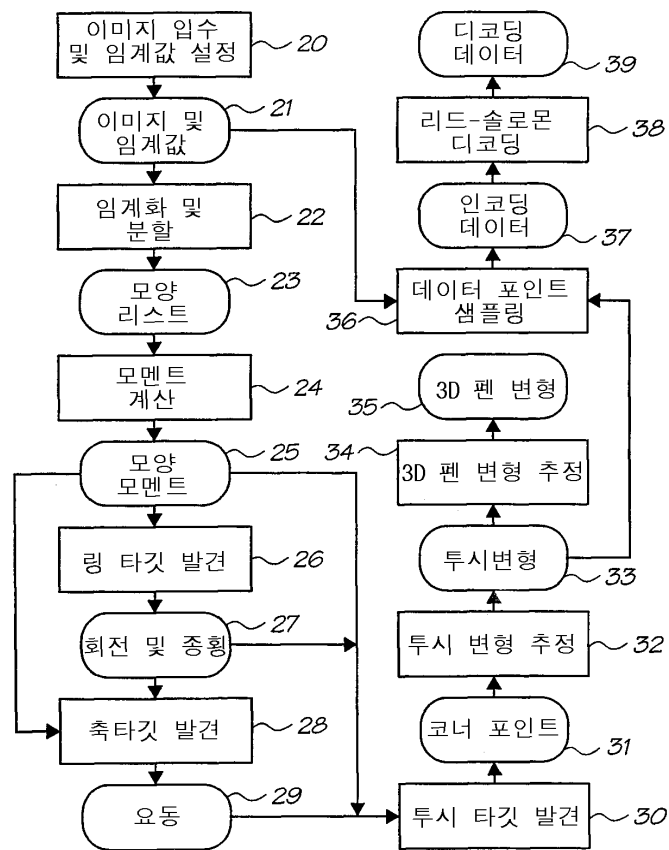 이미지 입수
및 임계값 설정
20
21
이미지 및
임계값
임계화 및
분할
22
23
모양
리스트
모멘트
계산
24
25
모양
모멘트
링 타깃 발견
26
27
회전 및 종횡
축타깃 발견
28
29
요동
디코딩
데이터
39
리드-솔로몬
디코딩
38
인코딩
데이터
37
데이터 포인트
샘플링
36
35
3D 펜 변형
34
3D 펜 변형 추정
투시변형
33
투시 변형 추정
32
코너 포인트
31
투시 타깃 발견
30